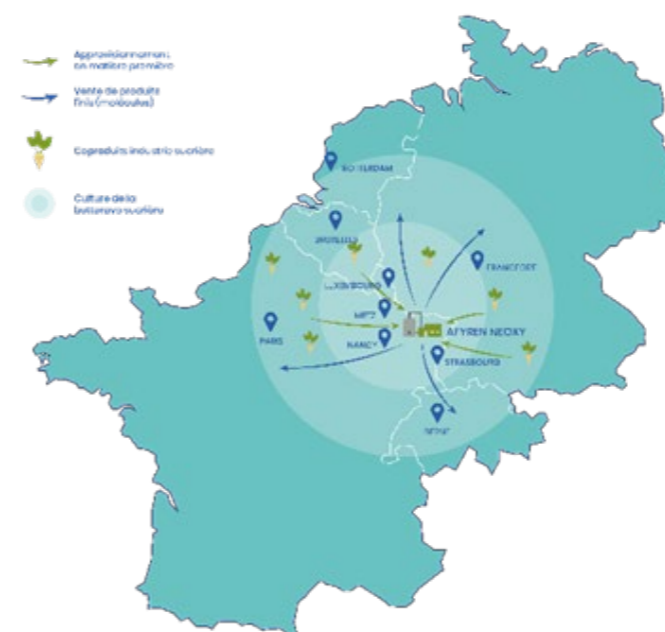 Approvisionnement
en matière première
Vente de produits
finis (molécules)
Coproduits industrie sucrière
Culture de la
betterave sucrière
ROTTERDAM
BRUXELLES
FRANCFORT
LUXEMBOURG
METZ
AFYREN NEOXY
PARIS
NANCY
STRASBOURG